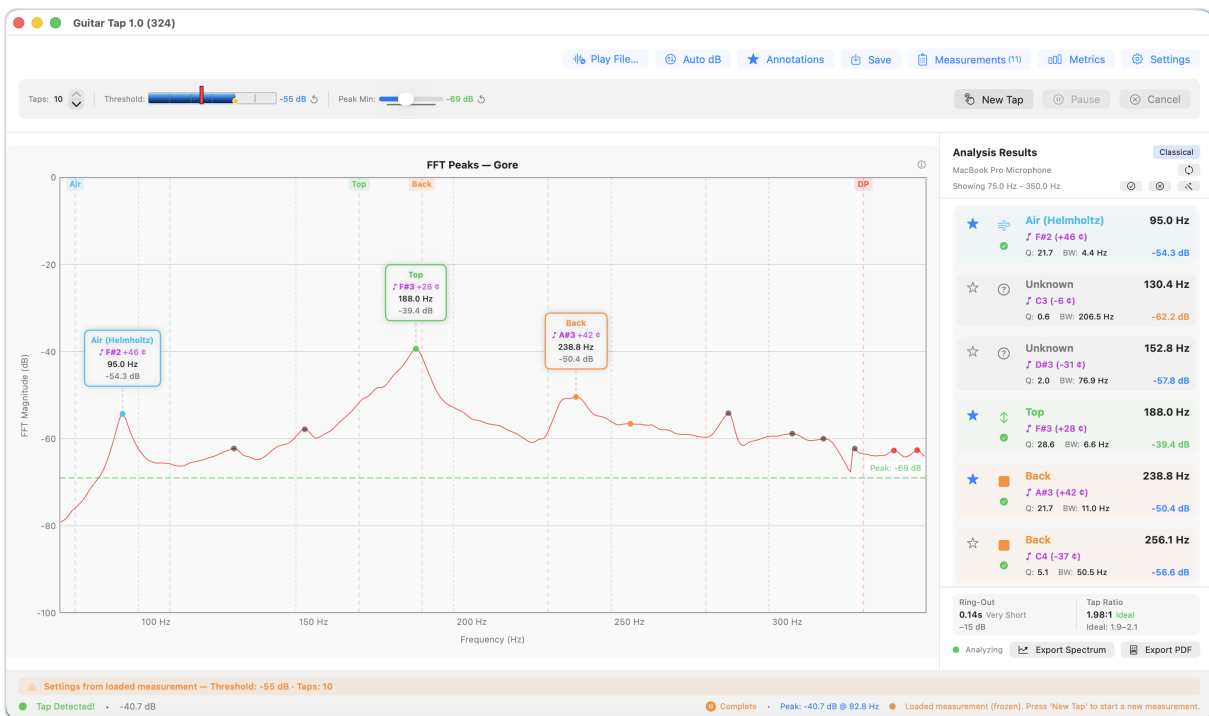 Guitar Tap 1.0 (324)
Play File... Auto dB Annotations Save Measurements (11) Metrics Settings
Taps: 10 Threshold: -55 dB Peak Min: -69 dB New Tap Pause Cancel
FFT Peaks — Gore
Air Top Back DP
0
-20
-40
-60
-80
-100
FFT Magnitude (dB)
Air (Helmholtz)
♪ F#2 +46 ¢
95.0 Hz
-54.3 dB
Top
♪ F#3 +28 ¢
188.0 Hz
-39.4 dB
Back
♪ A#3 +42 ¢
238.8 Hz
-50.4 dB
Peak: -69 dB
100 Hz 150 Hz 200 Hz 250 Hz 300 Hz
Frequency (Hz)
Analysis Results Classical
MacBook Pro Microphone
Showing 75.0 Hz - 350.0 Hz
Air (Helmholtz) 95.0 Hz
♪ F#2 (+46 ¢)
Q: 21.7 BW: 4.4 Hz -54.3 dB
Unknown 130.4 Hz
♪ C3 (-6 ¢)
Q: 0.6 BW: 206.5 Hz -62.2 dB
Unknown 152.8 Hz
♪ D#3 (-31 ¢)
Q: 2.0 BW: 76.9 Hz -57.8 dB
Top 188.0 Hz
♪ F#3 (+28 ¢)
Q: 28.6 BW: 6.6 Hz -39.4 dB
Back 238.8 Hz
♪ A#3 (+42 ¢)
Q: 21.7 BW: 11.0 Hz -50.4 dB
Back 256.1 Hz
♪ C4 (-37 ¢)
Q: 5.1 BW: 50.5 Hz -56.6 dB
Ring-Out Tap Ratio
0.14s Very Short 1.98:1 Ideal
−15 dB Ideal: 1.9–2.1
Analyzing Export Spectrum Export PDF
Settings from loaded measurement — Threshold: -55 dB · Taps: 10
Tap Detected! • -40.7 dB Complete • Peak: -40.7 dB @ 82.8 Hz Loaded measurement (frozen). Press 'New Tap' to start a new measurement.